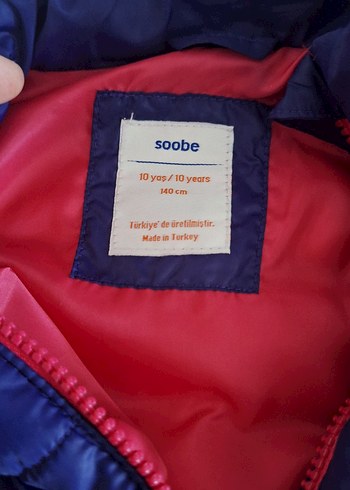 soobe
10 yaş / 10 years
140 cm
Türkiye'de üretilmiştir.
Made in Turkey